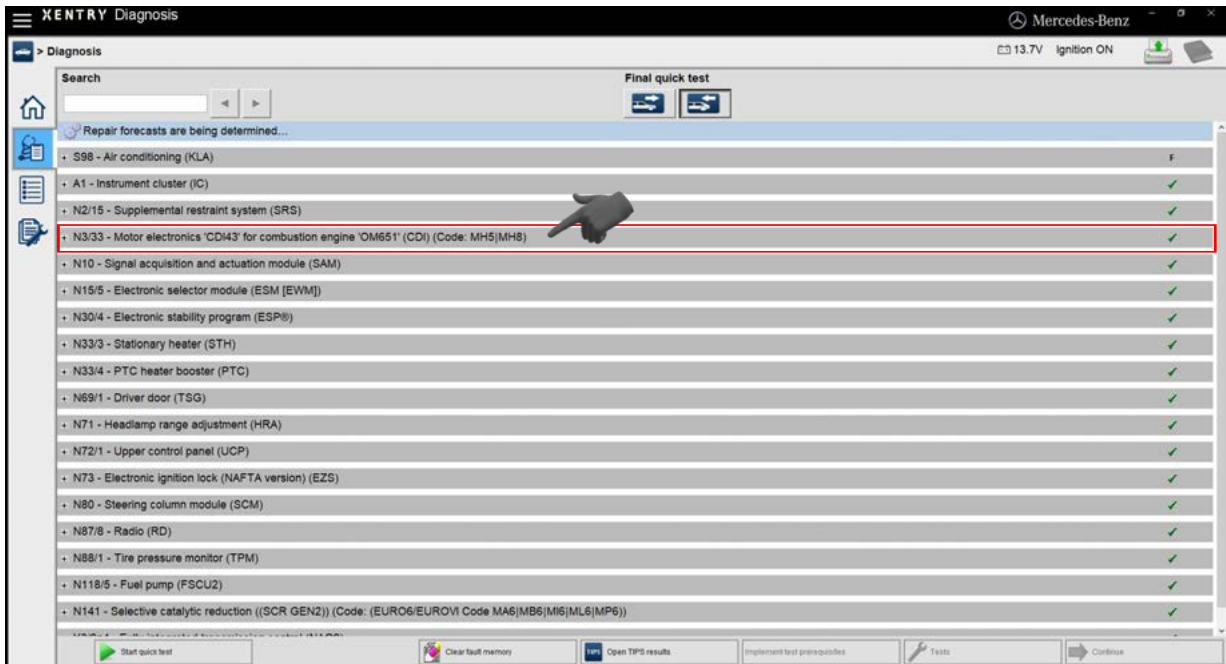 XENTRY Diagnosis
Mercedes-Benz
> Diagnosis
13.7V Ignition ON
Search
Final quick test
Repair forecasts are being determined...
+ S98 - Air conditioning (KLA) F
+ A1 - Instrument cluster (IC) ✓
+ N2/15 - Supplemental restraint system (SRS) ✓
+ N3/33 - Motor electronics 'CDI43' for combustion engine 'OM651' (CDI) (Code: MH5|MH8) ✓
+ N10 - Signal acquisition and actuation module (SAM) ✓
+ N15/5 - Electronic selector module (ESM [EWM]) ✓
+ N30/4 - Electronic stability program (ESP®) ✓
+ N33/3 - Stationary heater (STH) ✓
+ N33/4 - PTC heater booster (PTC) ✓
+ N69/1 - Driver door (TSG) ✓
+ N71 - Headlamp range adjustment (HRA) ✓
+ N72/1 - Upper control panel (UCP) ✓
+ N73 - Electronic ignition lock (NAFTA version) (EZS) ✓
+ N80 - Steering column module (SCM) ✓
+ N87/8 - Radio (RD) ✓
+ N88/1 - Tire pressure monitor (TPM) ✓
+ N118/5 - Fuel pump (FSCU2) ✓
+ N141 - Selective catalytic reduction ((SCR GEN2)) (Code: (EURO6/EUROVI Code MA6|MB6|MI6|ML6|MP6)) ✓
Start quick test
Clear fault memory
TIPS Open TIPS results
Implement test prerequisites
Tests
Continue